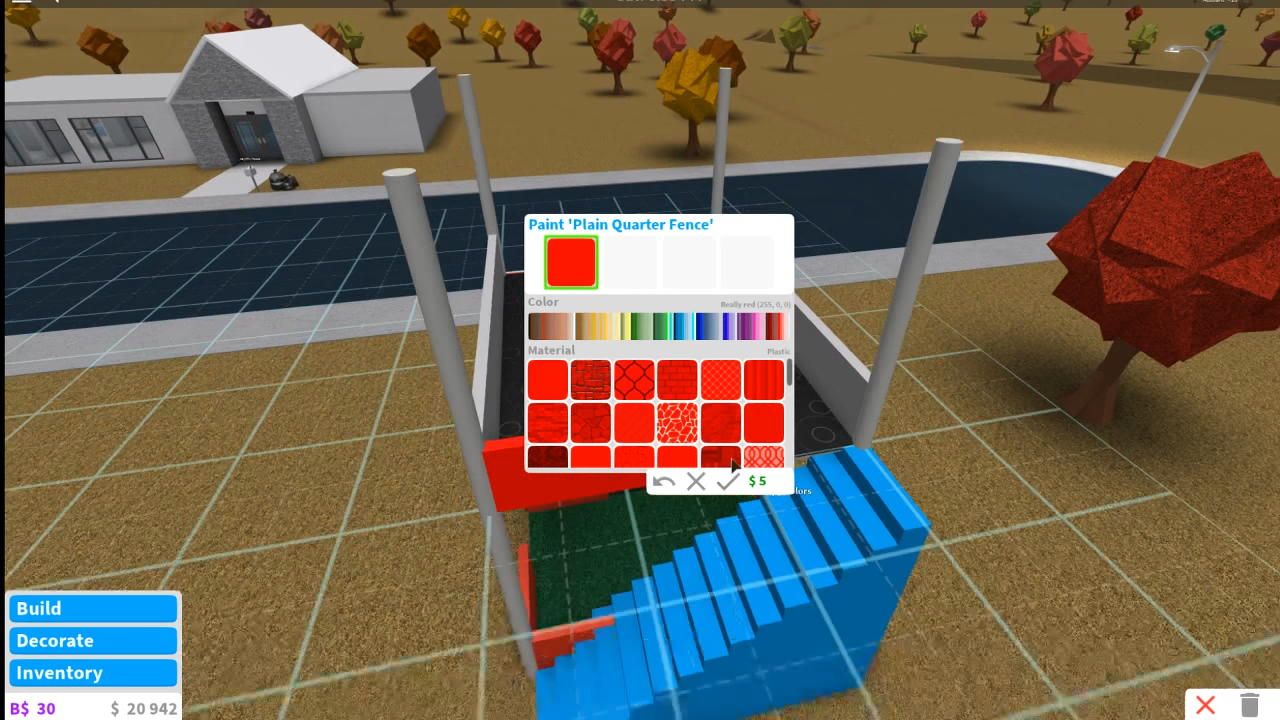 Paint 'Plain Quarter Fence'
Color
Really red (255, 0, 0)
Material
Plastic
$ 5
Build
Decorate
Inventory
B$ 30
$ 20 942